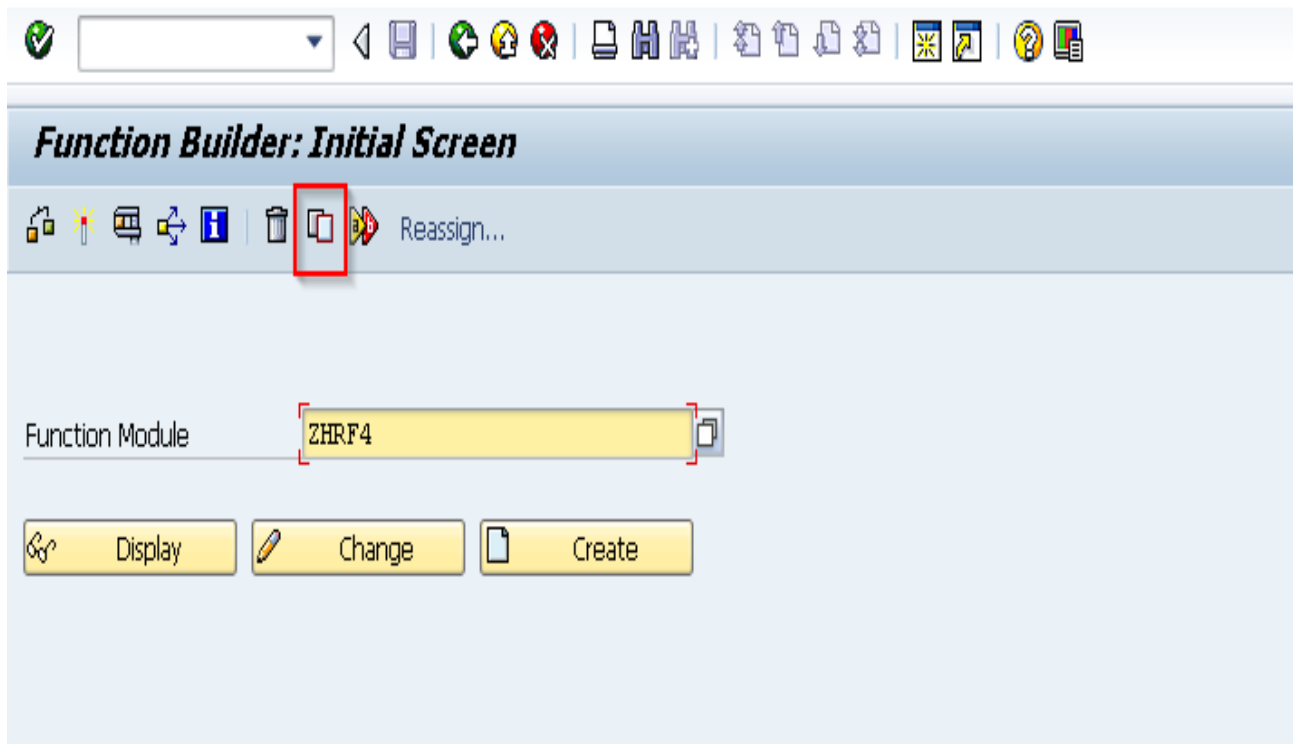 Function Builder: Initial Screen
Reassign...
Function Module ZHRF4
Display Change Create